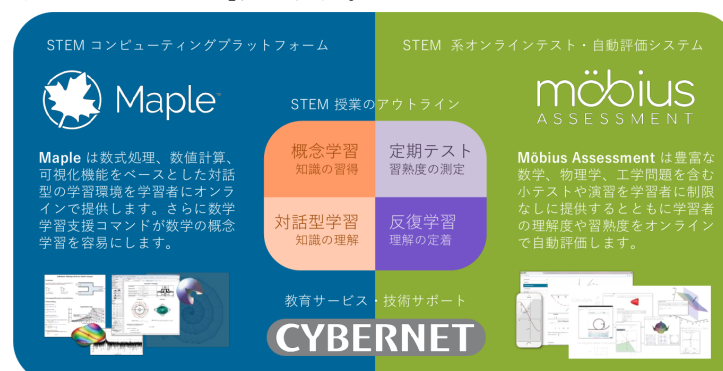 STEM コンピューティングプラットフォーム
Maple
Maple は数式処理、数値計算、
可視化機能をベースとした対話
型の学習環境を学習者にオンラ
インで提供します。さらに数学
学習支援コマンドが数学の概念
学習を容易にします。
STEM 授業のアウトライン
概念学習
知識の習得
定期テスト
習熟度の測定
対話型学習
知識の理解
反復学習
理解の定着
教育サービス・技術サポート
CYBERNET
STEM 系オンラインテスト・自動評価システム
möbius
ASSESSMENT
Möbius Assessment は豊富な
数学、物理学、工学問題を含む
小テストや演習を学習者に制限
なしに提供するとともに学習者
の理解度や習熟度をオンライン
で自動評価します。